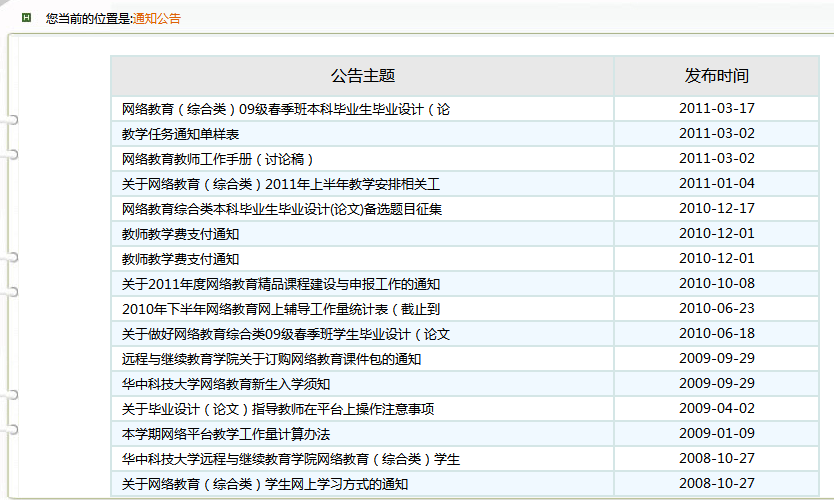 您当前的位置是:通知公告
公告主题 发布时间
网络教育（综合类）09级春季班本科毕业生毕业设计（论 2011-03-17
教学任务通知单样表 2011-03-02
网络教育教师工作手册（讨论稿） 2011-03-02
关于网络教育（综合类）2011年上半年教学安排相关工 2011-01-04
网络教育综合类本科毕业生毕业设计(论文)备选题目征集 2010-12-17
教师教学费支付通知 2010-12-01
教师教学费支付通知 2010-12-01
关于2011年度网络教育精品课程建设与申报工作的通知 2010-10-08
2010年下半年网络教育网上辅导工作量统计表（截止到 2010-06-23
关于做好网络教育综合类09级春季班学生毕业设计（论文 2010-06-18
远程与继续教育学院关于订购网络教育课件包的通知 2009-09-29
华中科技大学网络教育新生入学须知 2009-09-29
关于毕业设计（论文）指导教师在平台上操作注意事项 2009-04-02
本学期网络平台教学工作量计算办法 2009-01-09
华中科技大学远程与继续教育学院网络教育（综合类）学生 2008-10-27
关于网络教育（综合类）学生网上学习方式的通知 2008-10-27